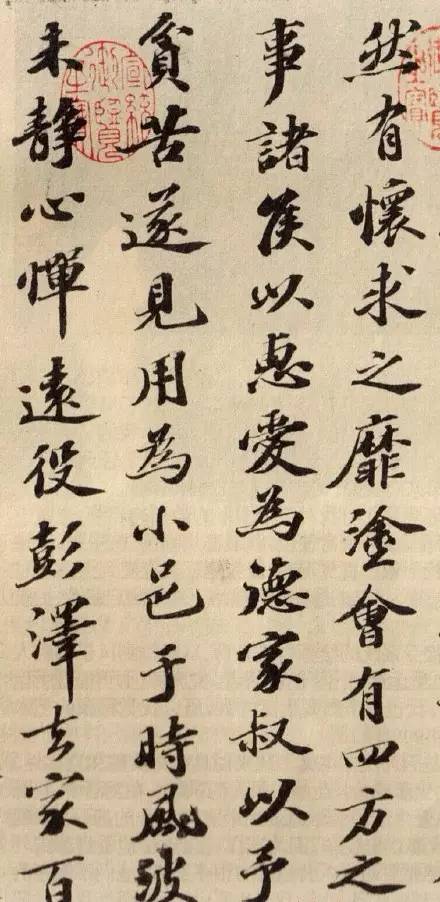 然有懷求之靡塗會有四方之
事諸侯以惠愛為德家叔以予
貧苦遂見用為小邑于時風波
未静心惮遠役彭澤去家百